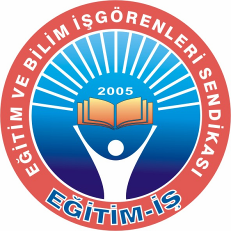 EĞİTİM VE BİLİM İŞGÖRENLERİ SENDİKASI
2005
EĞİTİM-İŞ